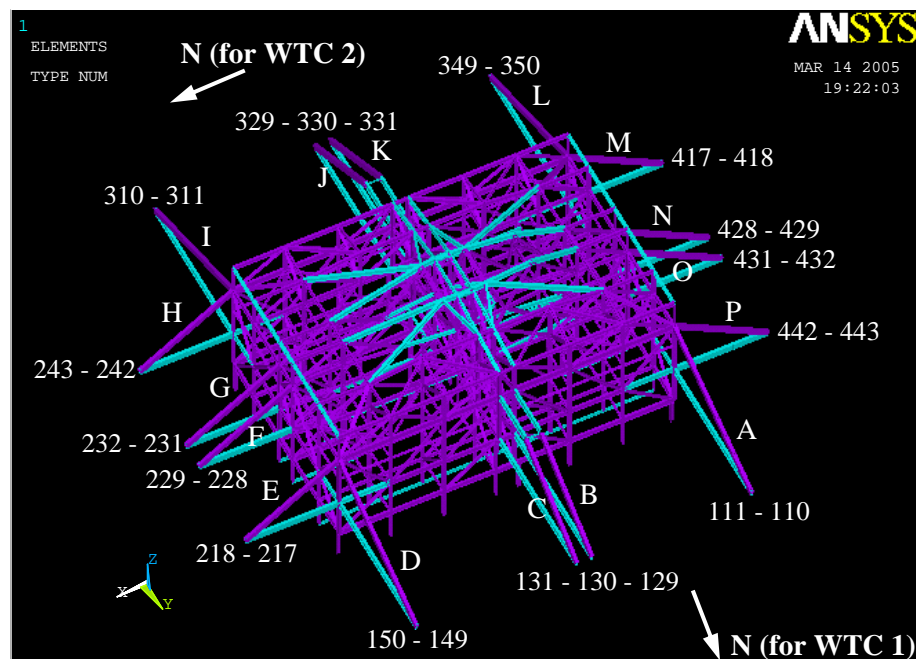 1
ELEMENTS
TYPE NUM
N (for WTC 2)
ANSYS
MAR 14 2005
19:22:03
349 - 350
L
329 - 330 - 331
K
J
M
417 - 418
310 - 311
I
N
428 - 429
431 - 432
O
H
P
442 - 443
243 - 242
G
A
232 - 231
F
229 - 228
E
C
B
111 - 110
218 - 217
D
131 - 130 - 129
Z
X
Y
150 - 149
N (for WTC 1)